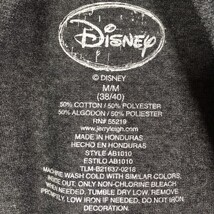 Disney
© DISNEY
M/M
(38/40)
50% COTTON / 50% POLYESTER
50% ALGODON / 50% POLIESTER
RN# 55219
www.jerryleigh.com
MADE IN HONDURAS
HECHO EN HONDURAS
STYLE AB1010
ESTILO AB1010
TLM-B21637-0218
MACHINE WASH COLD WITH SIMILAR COLORS,
INSIDE OUT. ONLY NON-CHLORINE BLEACH
WHEN NEEDED. TUMBLE DRY LOW. REMOVE
PROMPTLY. COOL IRON IF NEEDED. DO NOT IRON
DECORATION.